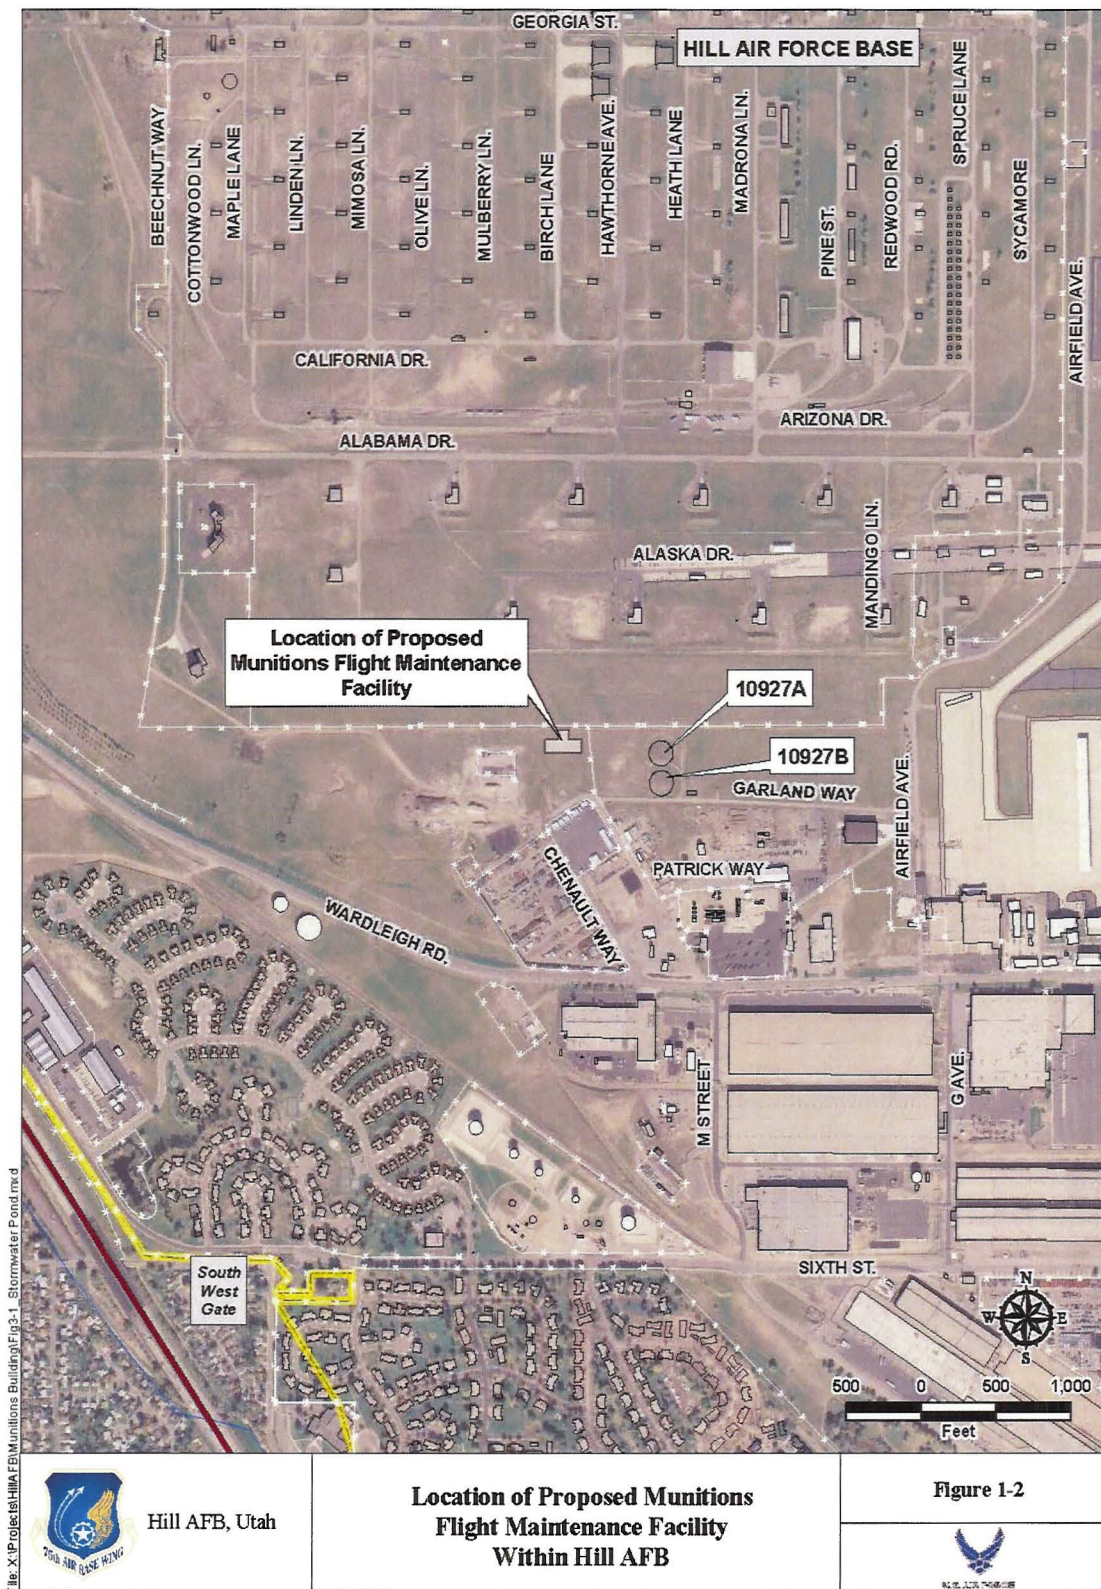 GEORGIA ST.
HILL AIR FORCE BASE
BEECHNUT WAY
COTTONWOOD LN.
MAPLE LANE
LINDEN LN.
MIMOSA LN.
OLIVE LN.
MULBERRY LN.
BIRCH LANE
HAWTHORNE AVE.
HEATH LANE
MADRONA LN.
PINE ST.
REDWOOD RD.
SPRUCE LANE
SYCAMORE
AIRFIELD AVE.
CALIFORNIA DR.
ARIZONA DR.
ALABAMA DR.
ALASKA DR.
MANDINGO LN.
Location of Proposed
Munitions Flight Maintenance
Facility
10927A
10927B
GARLAND WAY
AIRFIELD AVE.
PATRICK WAY
CHENAULT WAY
WARDLEIGH RD.
M STREET
G AVE.
SIXTH ST.
South
West
Gate
N
W E
S
500 0 500 1,000
Feet
File: X:\Projects\HillAFB\Munitions Building\Fig3-1_Stormwater Pond.mxd
75th AIR BASE WING
Hill AFB, Utah
Location of Proposed Munitions
Flight Maintenance Facility
Within Hill AFB
Figure 1-2
U.S. AIR FORCE